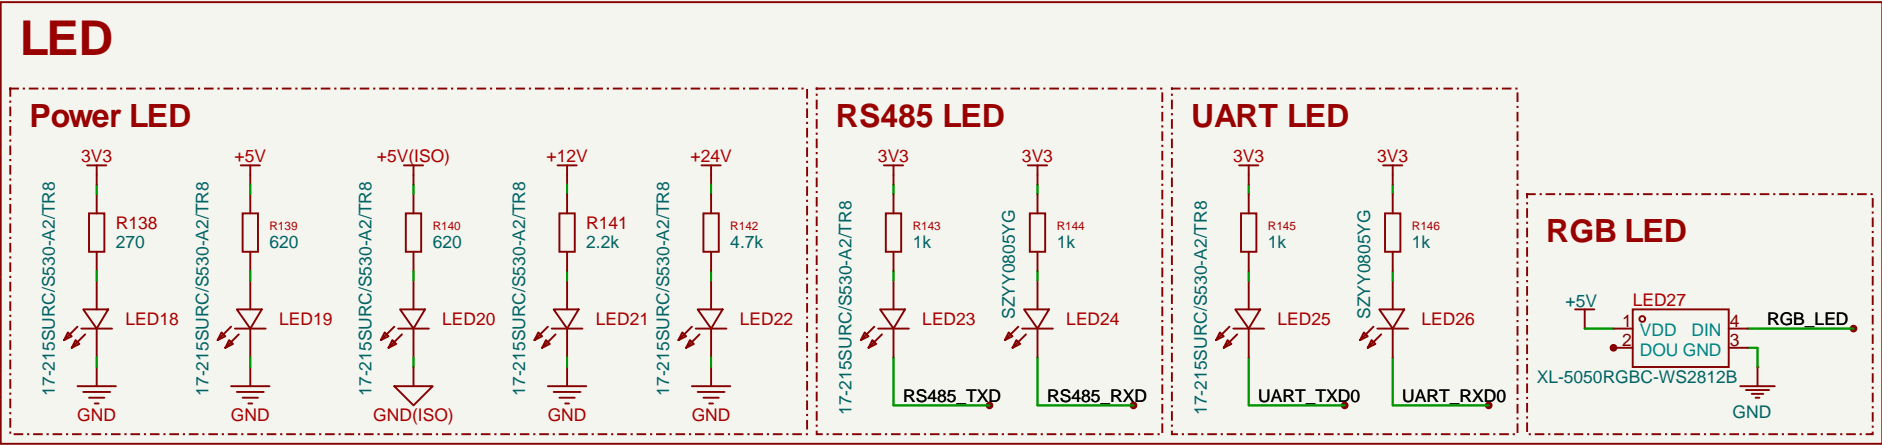 LED
Power LED
3V3
17-215SURC/S530-A2/TR8
R138
270
LED18
GND
+5V
17-215SURC/S530-A2/TR8
R139
620
LED19
GND
+5V(ISO)
17-215SURC/S530-A2/TR8
R140
620
LED20
GND(ISO)
+12V
17-215SURC/S530-A2/TR8
R141
2.2k
LED21
GND
+24V
17-215SURC/S530-A2/TR8
R142
4.7k
LED22
GND
RS485 LED
3V3
17-215SURC/S530-A2/TR8
R143
1k
LED23
RS485_TXD
3V3
SZYY0805YG
R144
1k
LED24
RS485_RXD
UART LED
3V3
17-215SURC/S530-A2/TR8
R145
1k
LED25
UART_TXD0
3V3
SZYY0805YG
R146
1k
LED26
UART_RXD0
RGB LED
+5V
LED27
1 VDD DIN 4
RGB_LED
2 DOU GND 3
XL-5050RGBC-WS2812B
GND